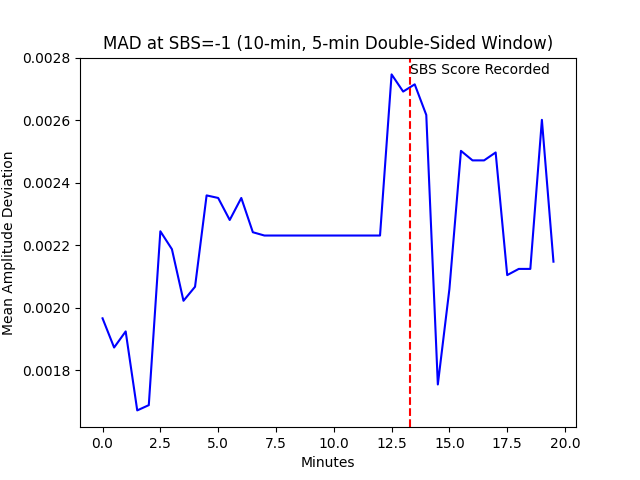 MAD at SBS=-1 (10-min, 5-min Double-Sided Window)
SBS Score Recorded
Mean Amplitude Deviation
0.0028
0.0026
0.0024
0.0022
0.0020
0.0018
0.0 2.5 5.0 7.5 10.0 12.5 15.0 17.5 20.0
Minutes